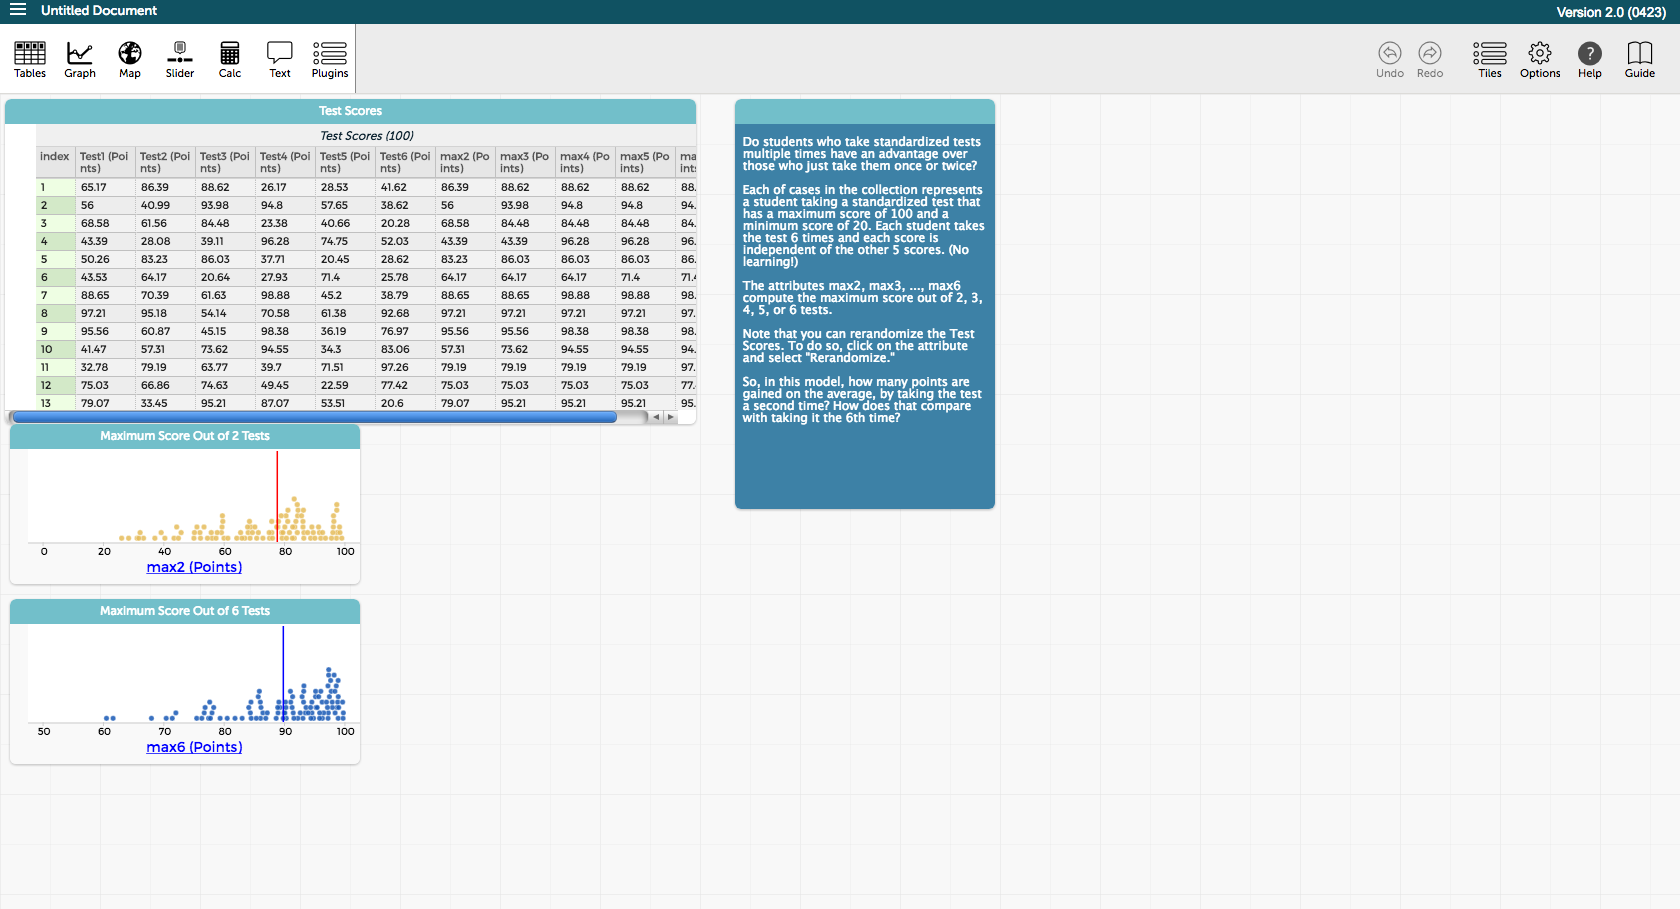 Untitled Document
Version 2.0 (0423)
Tables Graph Map Slider Calc Text Plugins
Undo Redo Tiles Options Help Guide
Test Scores
Test Scores (100)
index Test1 (Poi Test2 (Poi Test3 (Poi Test4 (Poi Test5 (Poi Test6 (Poi max2 (Po max3 (Po max4 (Po max5 (Po ma
nts) nts) nts) nts) nts) nts) ints) ints) ints) ints) int
1 65.17 86.39 88.62 26.17 28.53 41.62 86.39 88.62 88.62 88.62 88.
2 56 40.99 93.98 94.8 57.65 38.62 56 93.98 94.8 94.8 94.
3 68.58 61.56 84.48 23.38 40.66 20.28 68.58 84.48 84.48 84.48 84.
4 43.39 28.08 39.11 96.28 74.75 52.03 43.39 43.39 96.28 96.28 96.
5 50.26 83.23 86.03 37.71 20.45 28.62 83.23 86.03 86.03 86.03 86.
6 43.53 64.17 20.64 27.93 71.4 25.78 64.17 64.17 64.17 71.4 71.4
7 88.65 70.39 61.63 98.88 45.2 38.79 88.65 88.65 98.88 98.88 98.
8 97.21 95.18 54.14 70.58 61.38 92.68 97.21 97.21 97.21 97.21 97.
9 95.56 60.87 45.15 98.38 36.19 76.97 95.56 95.56 98.38 98.38 98.
10 41.47 57.31 73.62 94.55 34.3 83.06 57.31 73.62 94.55 94.55 94.
11 32.78 79.19 63.77 39.7 71.51 97.26 79.19 79.19 79.19 79.19 97.
12 75.03 66.86 74.63 49.45 22.59 77.42 75.03 75.03 75.03 75.03 77.
13 79.07 33.45 95.21 87.07 53.51 20.6 79.07 95.21 95.21 95.21 95.
Maximum Score Out of 2 Tests
0 20 40 60 80 100
max2 (Points)
Maximum Score Out of 6 Tests
50 60 70 80 90 100
max6 (Points)
Do students who take standardized tests
multiple times have an advantage over
those who just take them once or twice?
Each of cases in the collection represents
a student taking a standardized test that
has a maximum score of 100 and a
minimum score of 20. Each student takes
the test 6 times and each score is
independent of the other 5 scores. (No
learning!)
The attributes max2, max3, ..., max6
compute the maximum score out of 2, 3,
4, 5, or 6 tests.
Note that you can rerandomize the Test
Scores. To do so, click on the attribute
and select "Rerandomize."
So, in this model, how many points are
gained on the average, by taking the test
a second time? How does that compare
with taking it the 6th time?